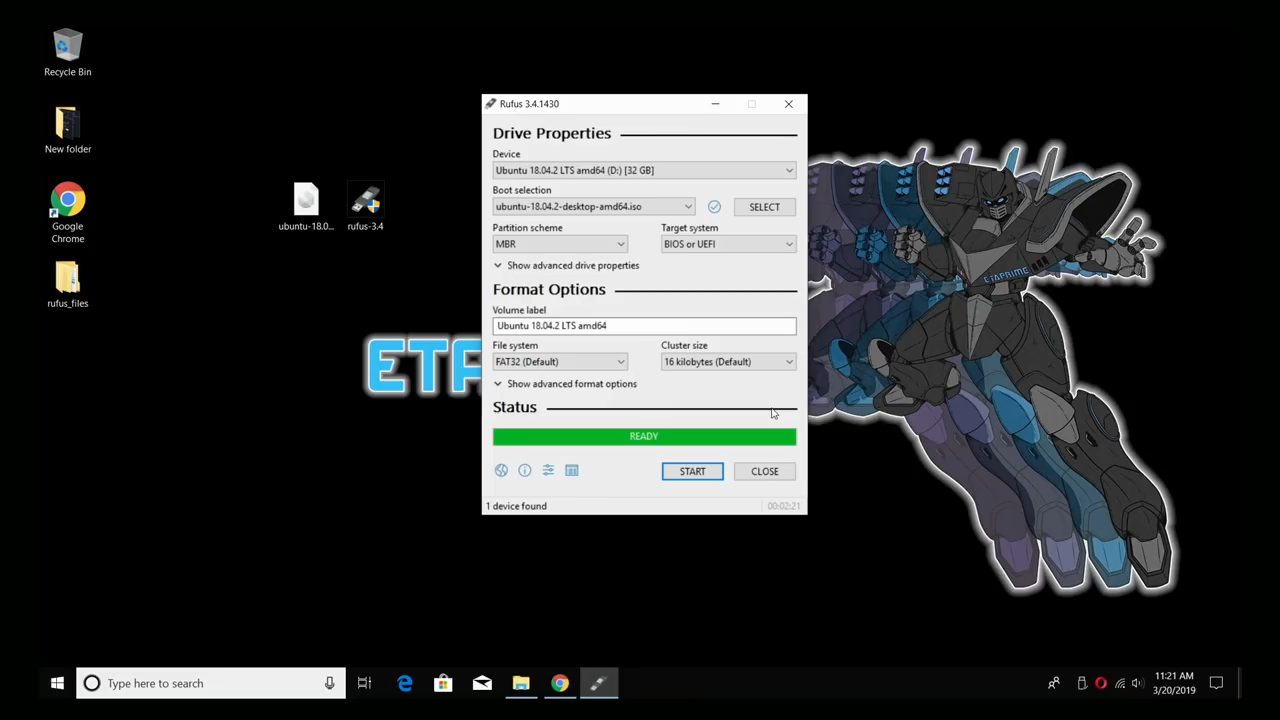 Recycle Bin
New folder
Google
Chrome
rufus_files
ubuntu-18.0...
rufus-3.4
Rufus 3.4.1430
Drive Properties
Device
Ubuntu 18.04.2 LTS amd64 (D:) [32 GB]
Boot selection
ubuntu-18.04.2-desktop-amd64.iso
SELECT
Partition scheme
Target system
MBR
BIOS or UEFI
Show advanced drive properties
Format Options
Volume label
Ubuntu 18.04.2 LTS amd64
File system
Cluster size
FAT32 (Default)
16 kilobytes (Default)
Show advanced format options
Status
READY
START
CLOSE
1 device found
00:02:21
ETAPRIME
Type here to search
11:21 AM
3/20/2019